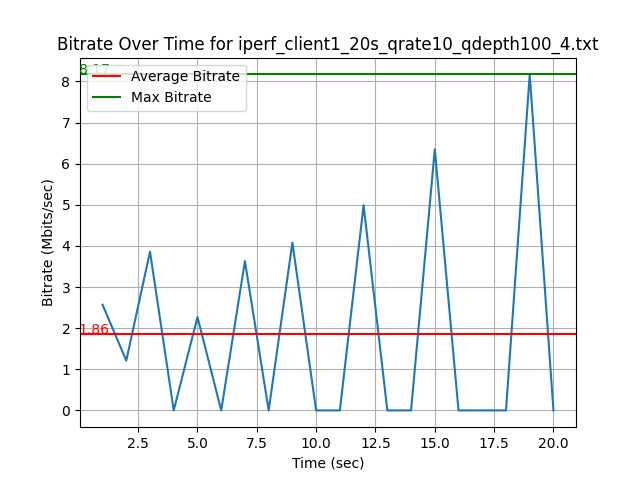 Bitrate Over Time for iperf_client1_20s_qrate10_qdepth100_4.txt
8.17
Average Bitrate
Max Bitrate
8
7
6
5
4
3
2
1
0
1.86
Bitrate (Mbits/sec)
2.5 5.0 7.5 10.0 12.5 15.0 17.5 20.0
Time (sec)